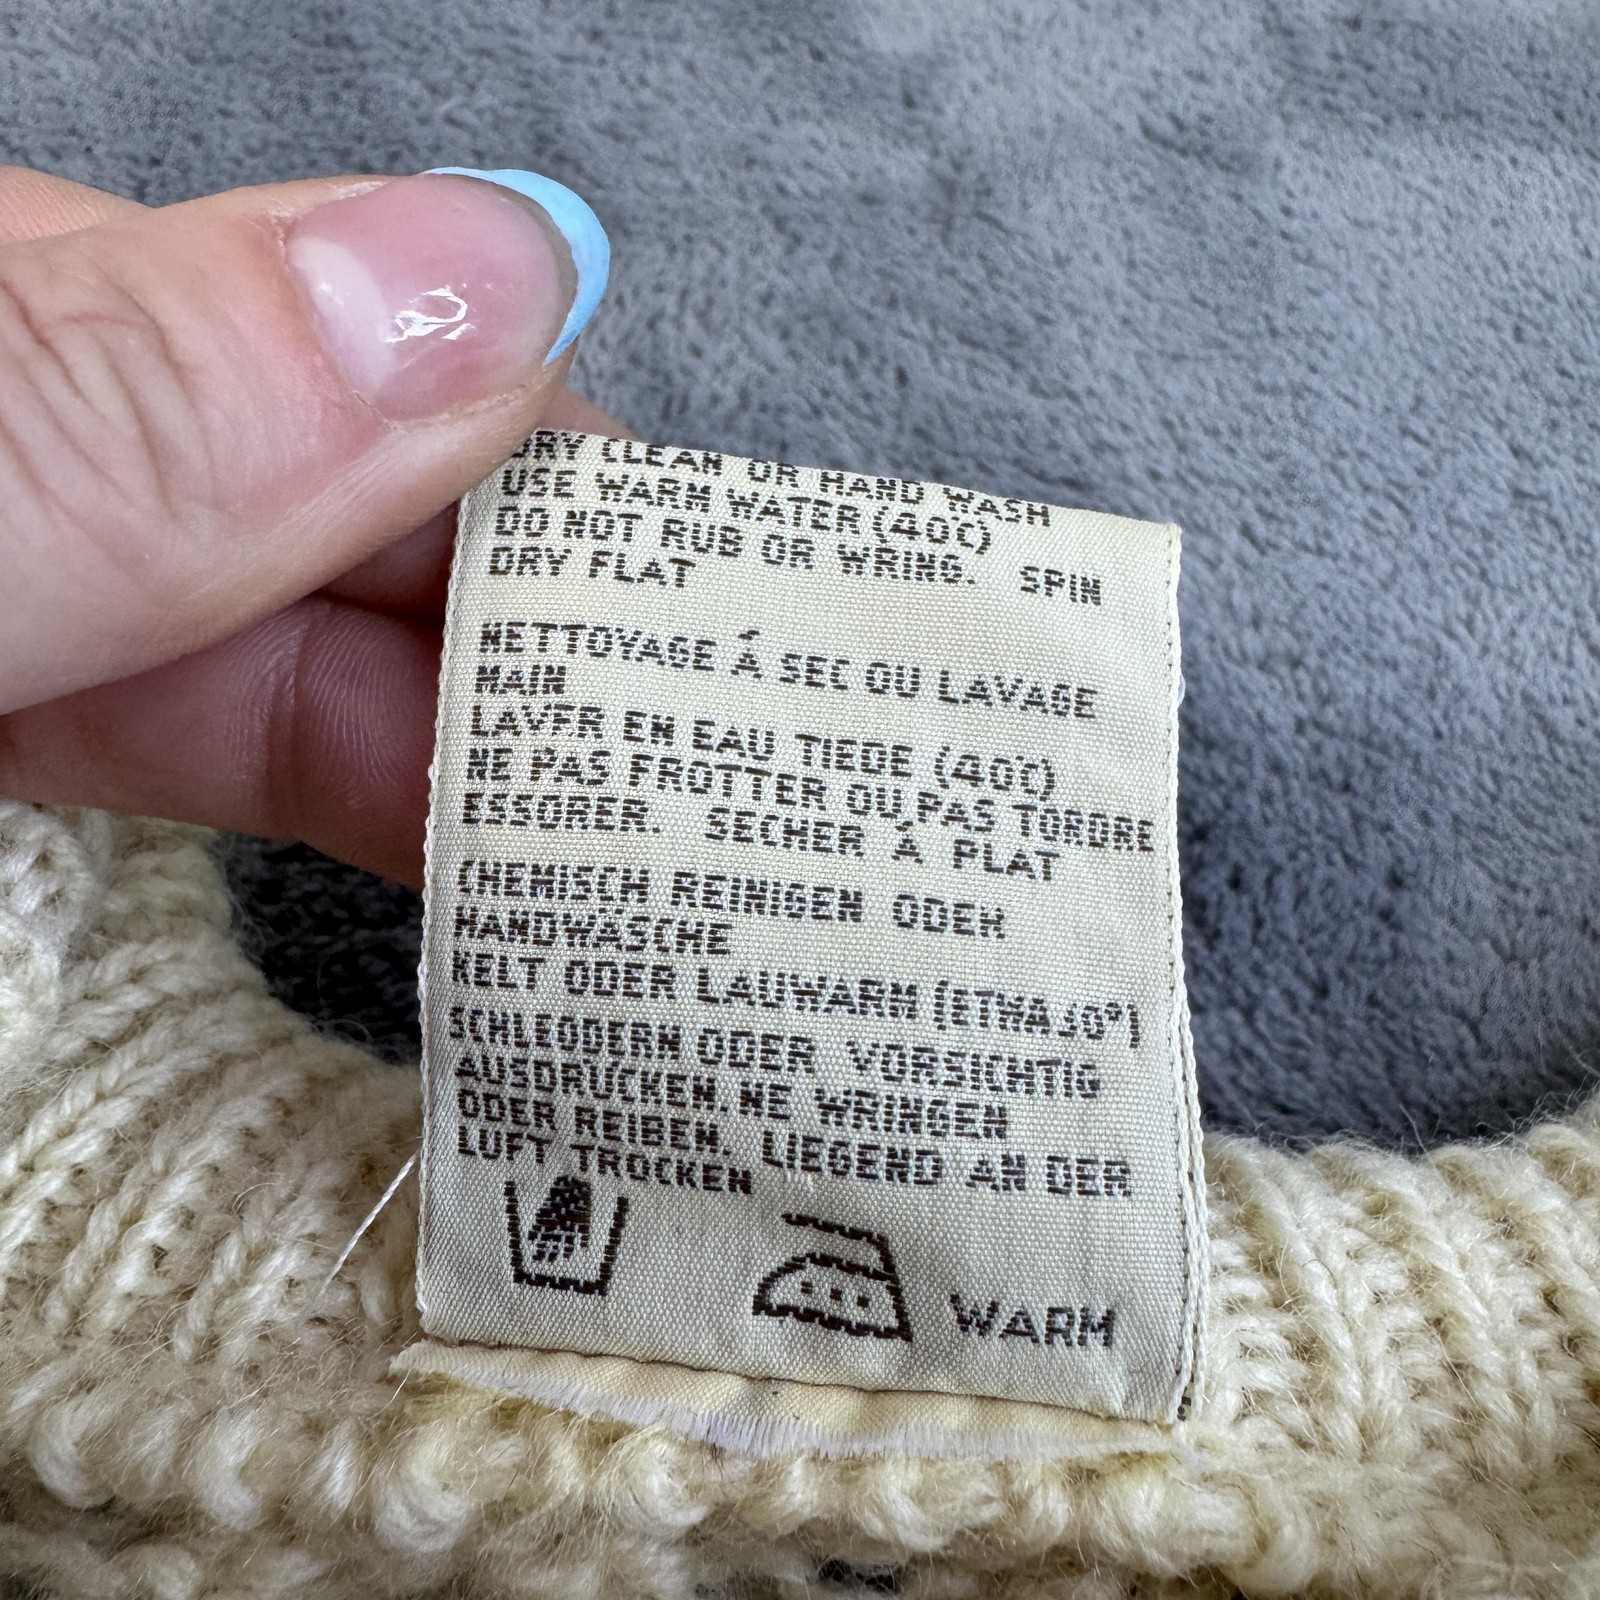 DRY CLEAN OR HAND WASH
USE WARM WATER (40C)
DO NOT RUB OR WRING. SPIN
DRY FLAT
NETTOYAGE Á SEC OU LAVAGE
MAIN
LAVER EN EAU TIEDE (40C)
NE PAS FROTTER OU PAS TORDRE
ESSORER. SECHER Á PLAT
CHEMISCH REINIGEN ODEH
HANDWASCHE
KELT ODER LAUWARM (ETWA 30°)
SCHLEODERN ODER VORSICHTIG
AUSDRUCKEN. NE WRINGEN
ODER REIBEN. LIEGEND AN DER
LUFT TROCKEN
WARM